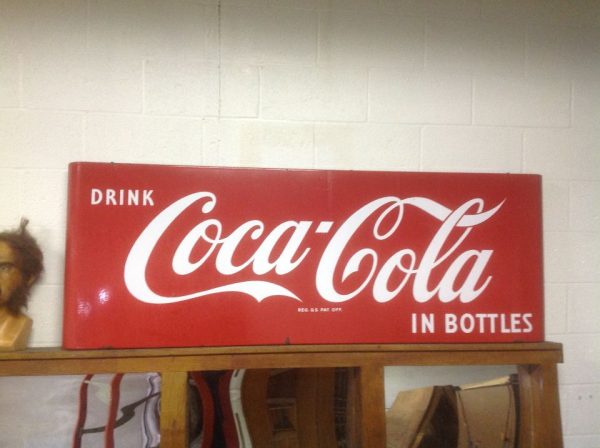 DRINK
Coca-Cola
REG. U.S. PAT. OFF.
IN BOTTLES